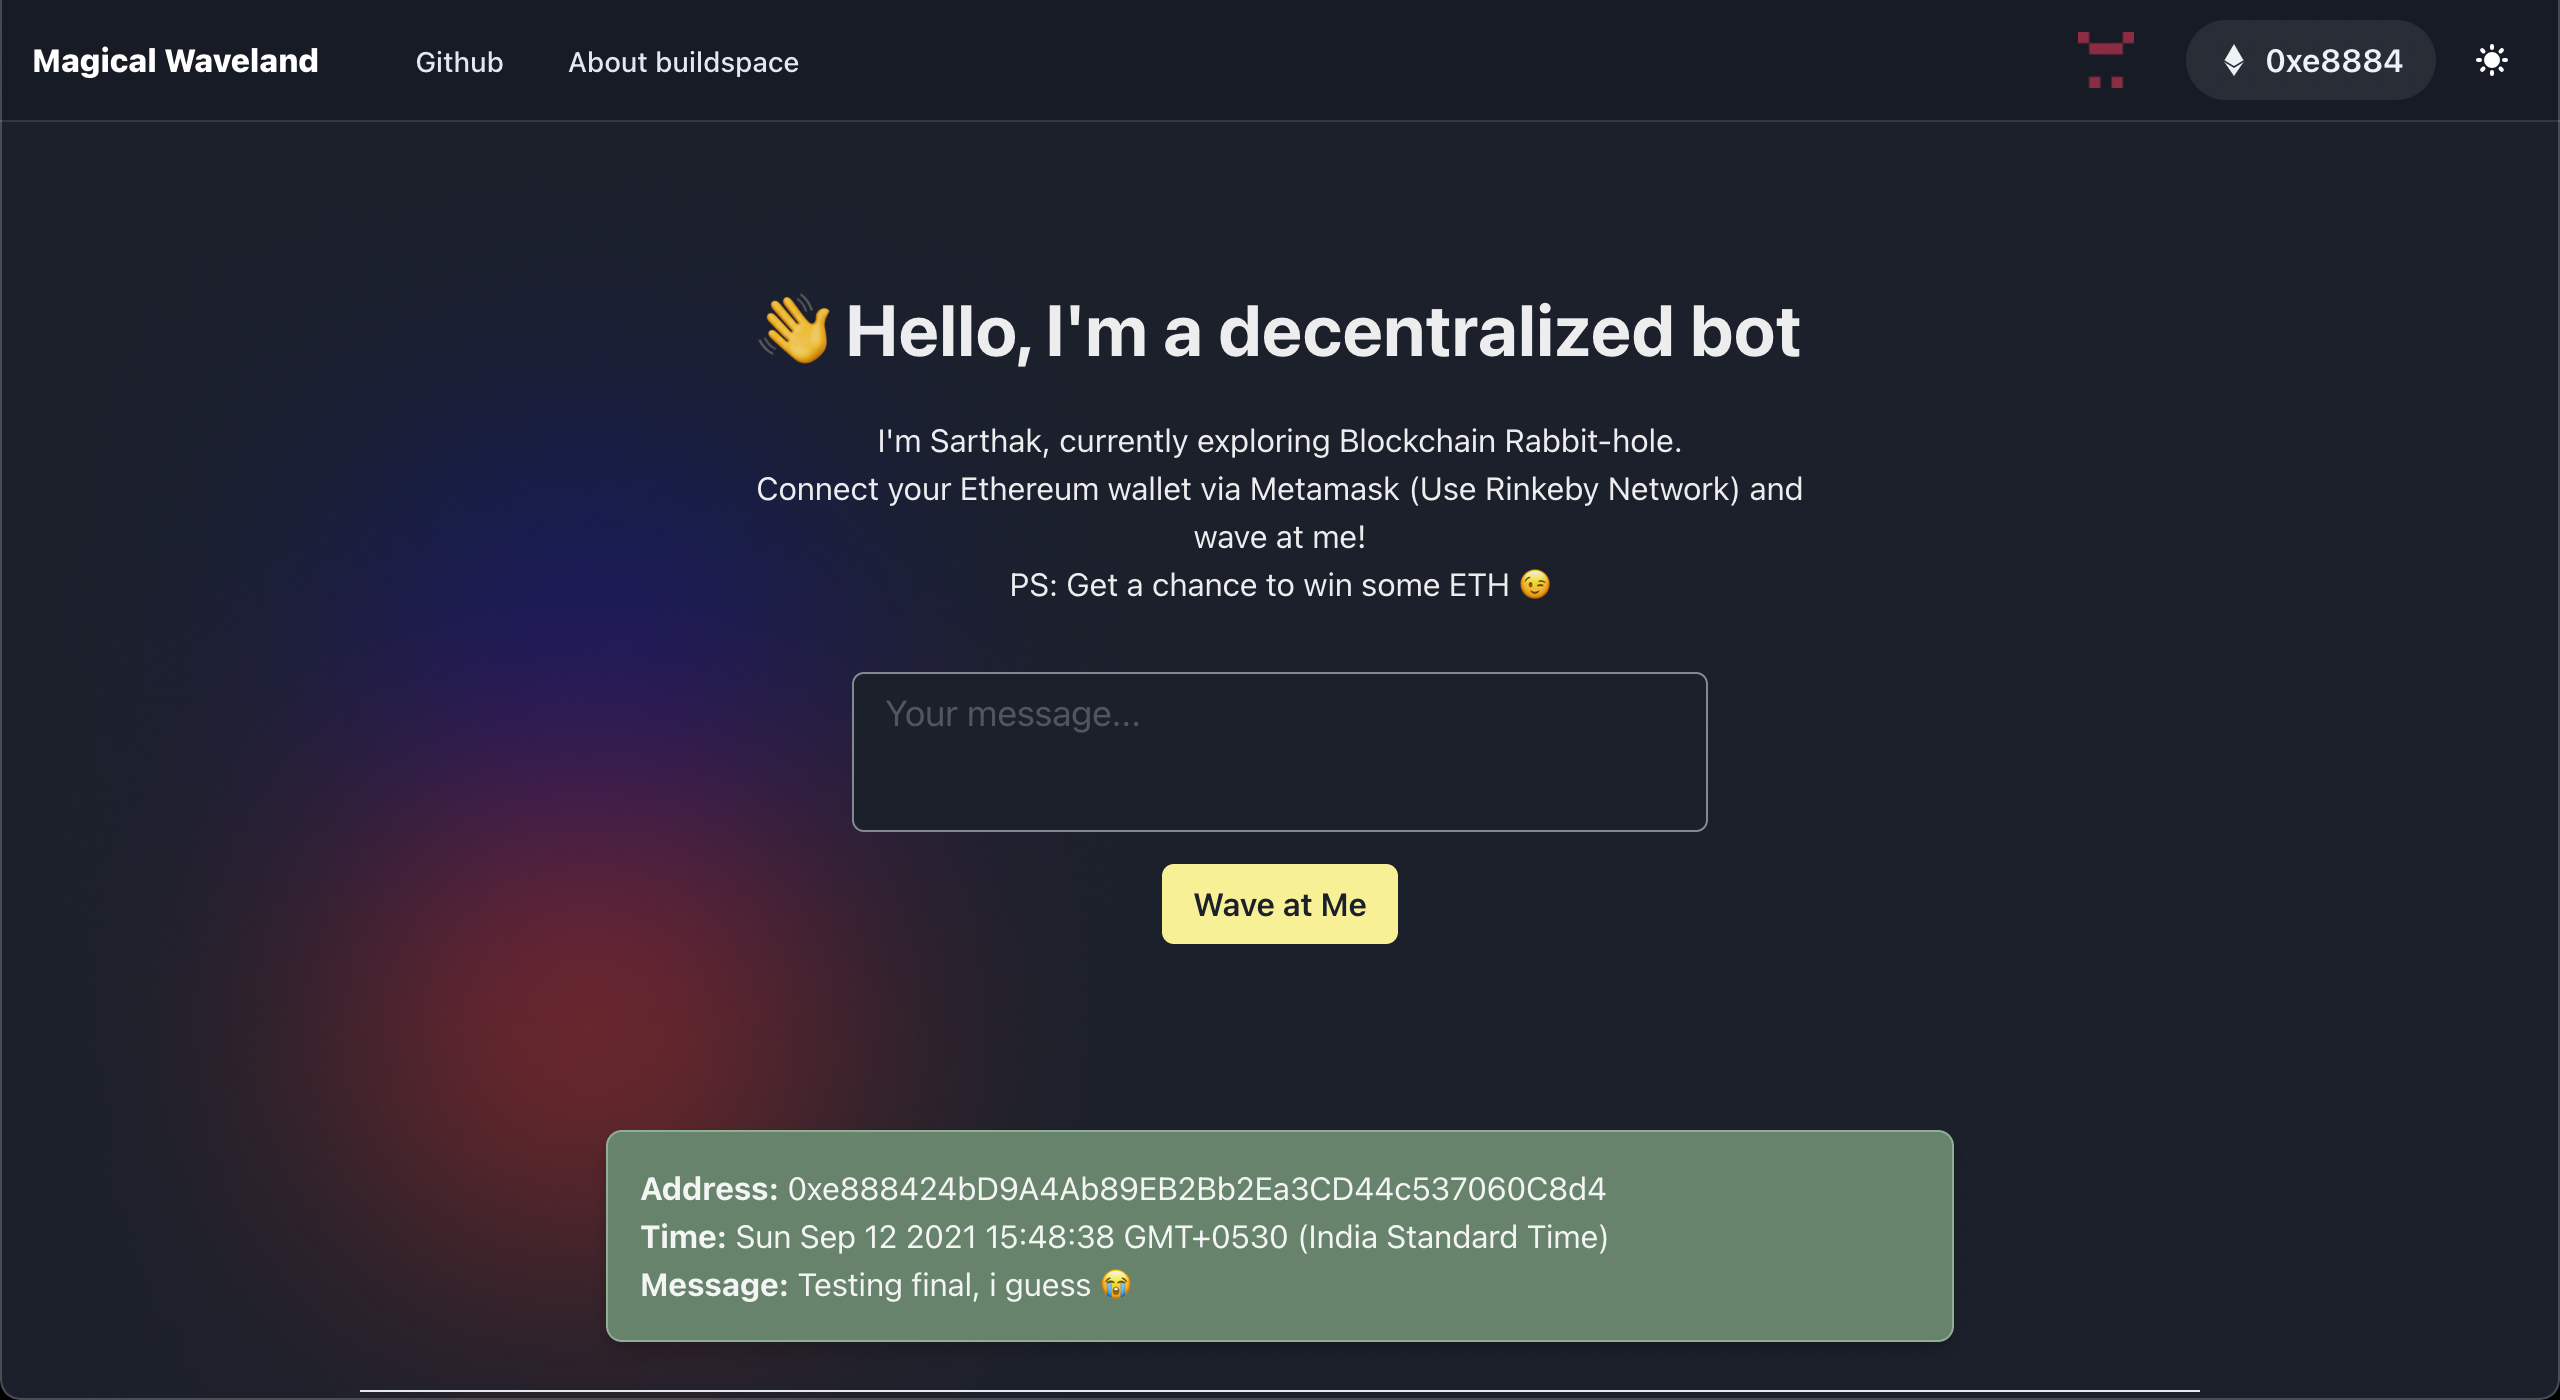 Magical Waveland
Github
About buildspace
0xe8884
👋 Hello, I'm a decentralized bot
I'm Sarthak, currently exploring Blockchain Rabbit-hole.
Connect your Ethereum wallet via Metamask (Use Rinkeby Network) and
wave at me!
PS: Get a chance to win some ETH 😉
Your message...
Wave at Me
Address: 0xe888424bD9A4Ab89EB2Bb2Ea3CD44c537060C8d4
Time: Sun Sep 12 2021 15:48:38 GMT+0530 (India Standard Time)
Message: Testing final, i guess 😭